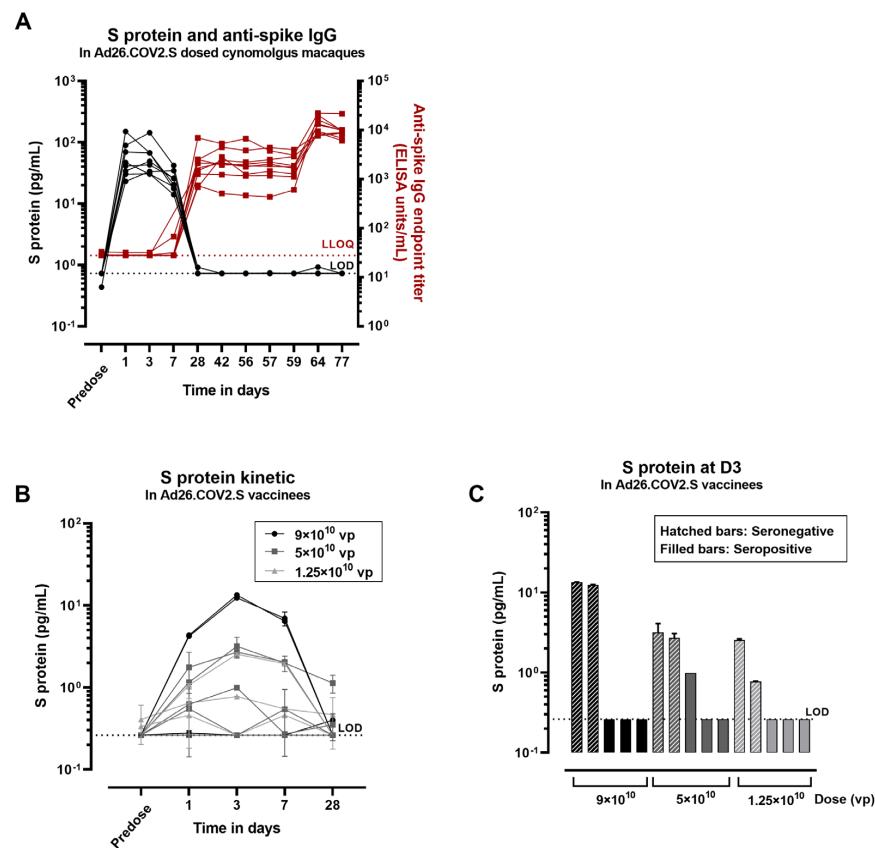 A
S protein and anti-spike IgG
In Ad26.COV2.S dosed cynomolgus macaques
S protein (pg/mL)
10³
10²
10¹
10⁰
10⁻¹
10⁵
10⁴
10³
10²
10¹
10⁰
Anti-spike IgG endpoint titer
(ELISA units/mL)
LLOQ
LOD
Predose 1 3 7 28 42 56 57 59 64 77
Time in days
B
S protein kinetic
In Ad26.COV2.S vaccinees
9×10¹⁰ vp
5×10¹⁰ vp
1.25×10¹⁰ vp
S protein (pg/mL)
10²
10¹
10⁰
10⁻¹
LOD
Predose 1 3 7 28
Time in days
C
S protein at D3
In Ad26.COV2.S vaccinees
Hatched bars: Seronegative
Filled bars: Seropositive
S protein (pg/mL)
10²
10¹
10⁰
10⁻¹
LOD
9×10¹⁰ 5×10¹⁰ 1.25×10¹⁰ Dose (vp)